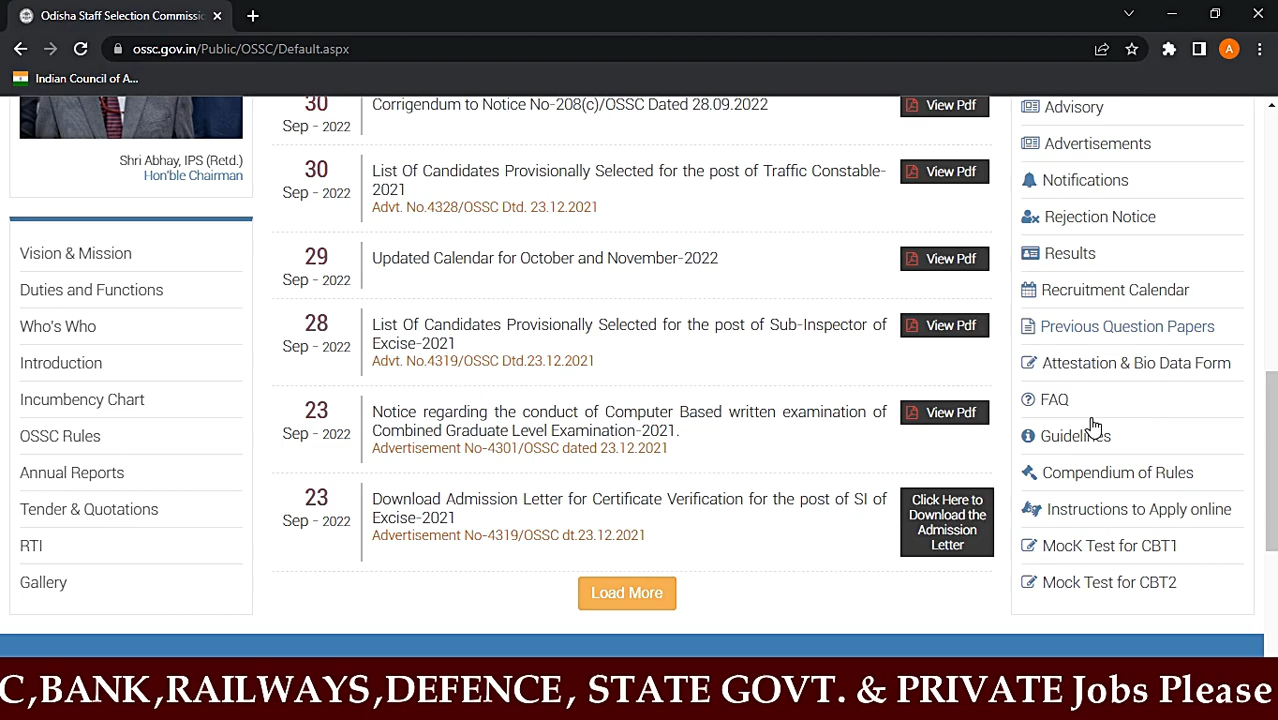 Odisha Staff Selection Commissic
ossc.gov.in/Public/OSSC/Default.aspx
A
Indian Council of A...
Shri Abhay, IPS (Retd.)
Hon'ble Chairman
Vision & Mission
Duties and Functions
Who's Who
Introduction
Incumbency Chart
OSSC Rules
Annual Reports
Tender & Quotations
RTI
Gallery
30
Sep - 2022
Corrigendum to Notice No-208(c)/OSSC Dated 28.09.2022
View Pdf
30
Sep - 2022
List Of Candidates Provisionally Selected for the post of Traffic Constable-
2021
Advt. No.4328/OSSC Dtd. 23.12.2021
View Pdf
29
Sep - 2022
Updated Calendar for October and November-2022
View Pdf
28
Sep - 2022
List Of Candidates Provisionally Selected for the post of Sub-Inspector of
Excise-2021
Advt. No.4319/OSSC Dtd.23.12.2021
View Pdf
23
Sep - 2022
Notice regarding the conduct of Computer Based written examination of
Combined Graduate Level Examination-2021.
Advertisement No-4301/OSSC dated 23.12.2021
View Pdf
23
Sep - 2022
Download Admission Letter for Certificate Verification for the post of SI of
Excise-2021
Advertisement No-4319/OSSC dt.23.12.2021
Click Here to
Download the
Admission
Letter
Load More
Advisory
Advertisements
Notifications
Rejection Notice
Results
Recruitment Calendar
Previous Question Papers
Attestation & Bio Data Form
FAQ
Guidelines
Compendium of Rules
Instructions to Apply online
MocK Test for CBT1
Mock Test for CBT2
C,BANK,RAILWAYS,DEFENCE, STATE GOVT. & PRIVATE Jobs Please